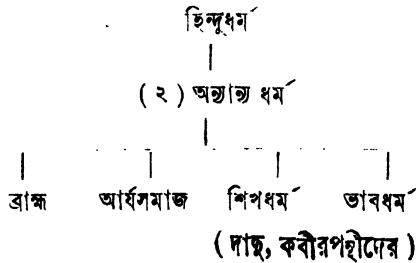 হিন্দুধর্ম
( ২ ) অন্যান্য ধর্ম
ব্রাহ্ম আর্যসমাজ শিখধর্ম ভাবধর্ম
( দাদু, কবীরপন্থীদের )